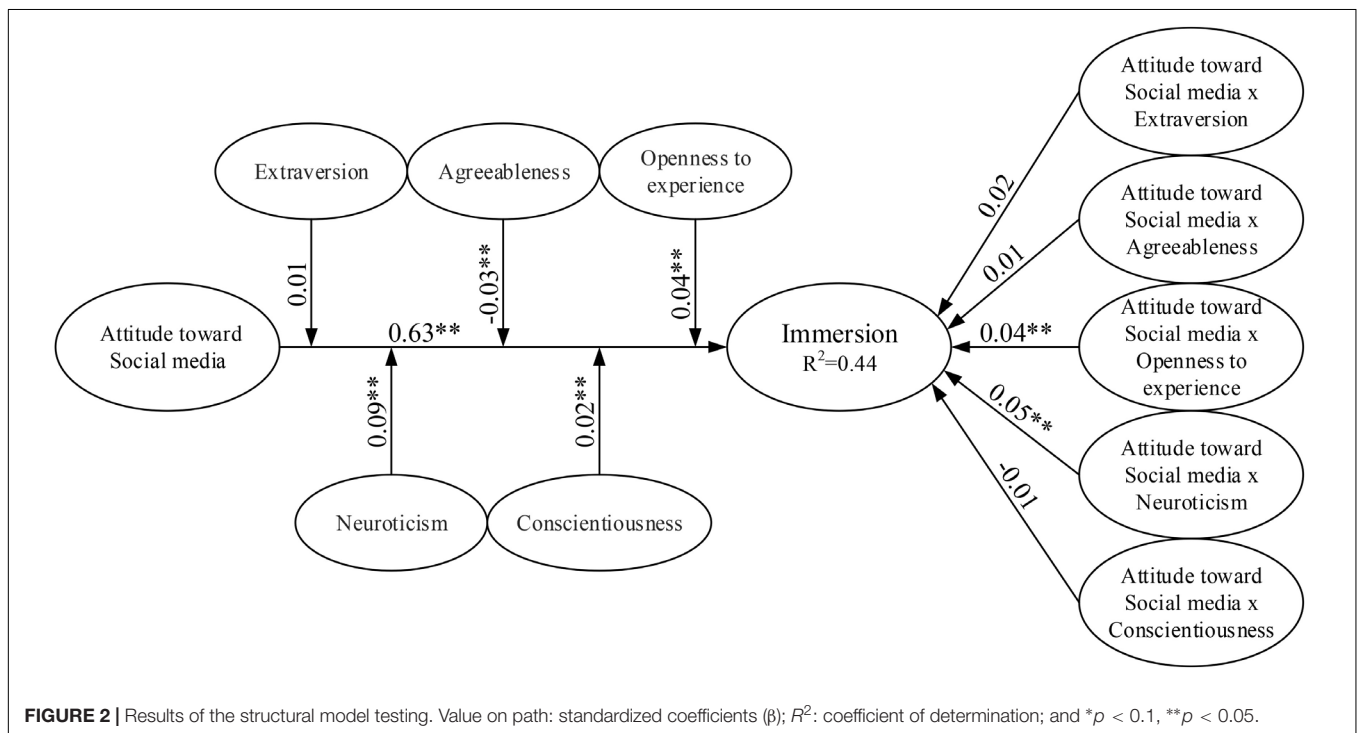 Extraversion
Agreeableness
Openness to
experience
0.01
-0.03**
0.04**
Attitude toward
Social media
0.63**
Immersion
R²=0.44
0.09**
0.02**
Neuroticism
Conscientiousness
Attitude toward
Social media x
Extraversion
0.02
Attitude toward
Social media x
Agreeableness
0.01
Attitude toward
Social media x
Openness to
experience
0.04**
Attitude toward
Social media x
Neuroticism
0.05**
Attitude toward
Social media x
Conscientiousness
-0.01
FIGURE 2 | Results of the structural model testing. Value on path: standardized coefficients (β); R²: coefficient of determination; and *p < 0.1, **p < 0.05.